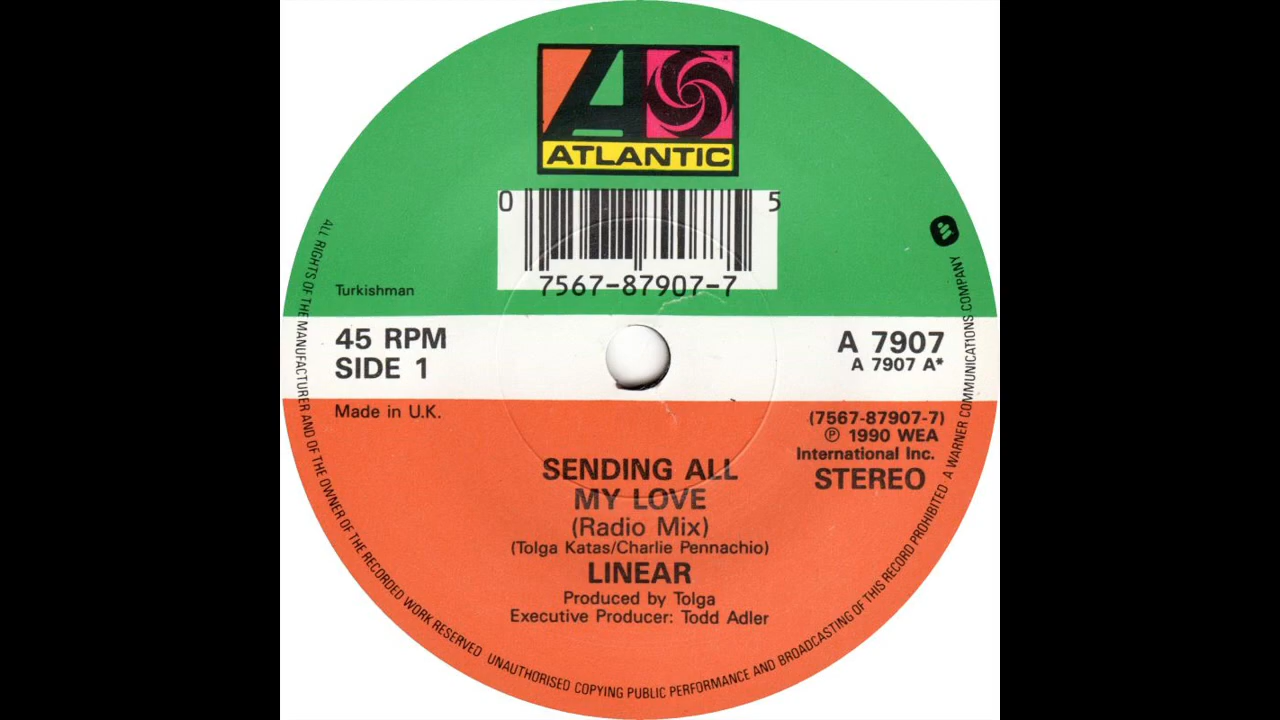 ATLANTIC
0 5
7567-87907-7
Turkishman
45 RPM
SIDE 1
A 7907
A 7907 A*
Made in U.K.
(7567-87907-7)
℗ 1990 WEA
International Inc.
STEREO
SENDING ALL
MY LOVE
(Radio Mix)
(Tolga Katas/Charlie Pennachio)
LINEAR
Produced by Tolga
Executive Producer: Todd Adler
ALL RIGHTS OF THE MANUFACTURER AND OF THE OWNER OF THE RECORDED WORK RESERVED UNAUTHORISED COPYING PUBLIC PERFORMANCE AND BROADCASTING OF THIS RECORD PROHIBITED A WARNER COMMUNICATIONS COMPANY